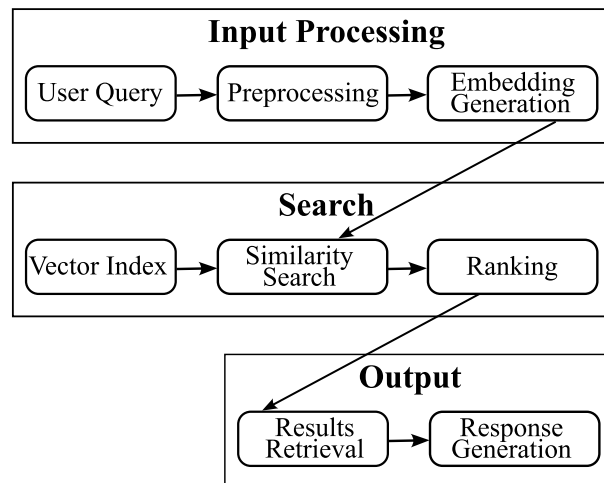 Input Processing
User Query
Preprocessing
Embedding
Generation
Search
Vector Index
Similarity
Search
Ranking
Output
Results
Retrieval
Response
Generation